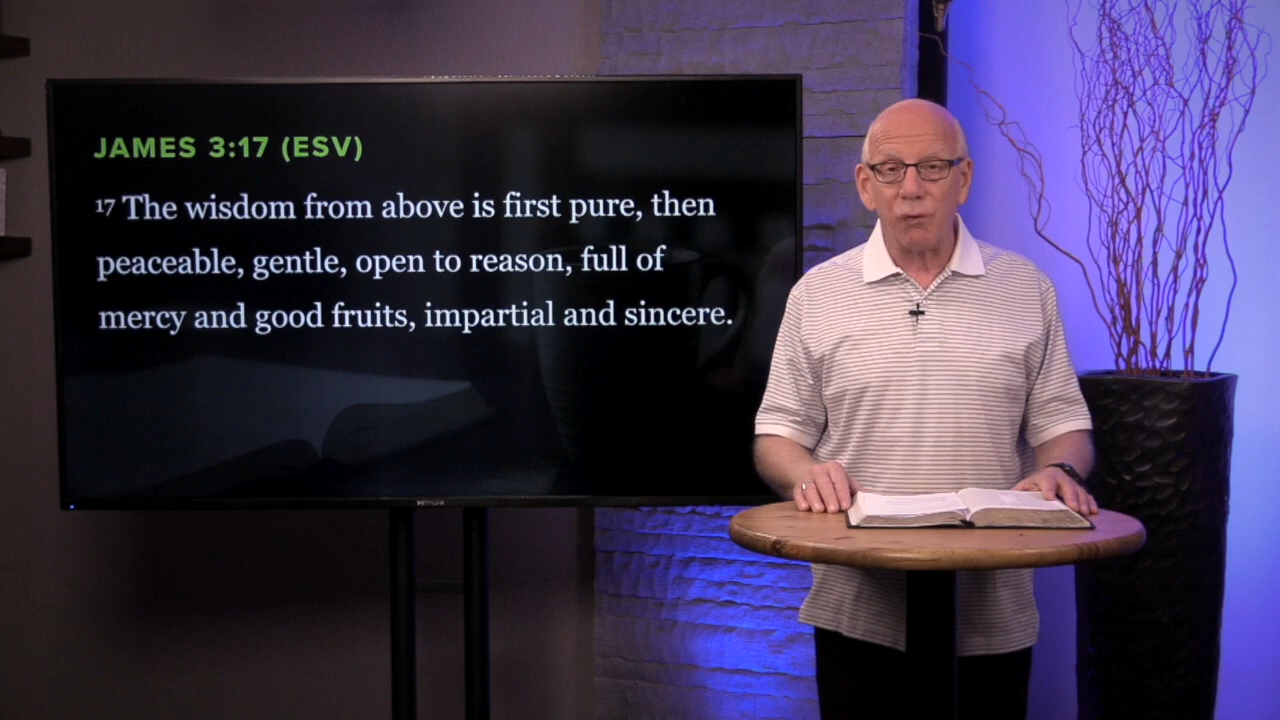 JAMES 3:17 (ESV)
17 The wisdom from above is first pure, then
peaceable, gentle, open to reason, full of
mercy and good fruits, impartial and sincere.